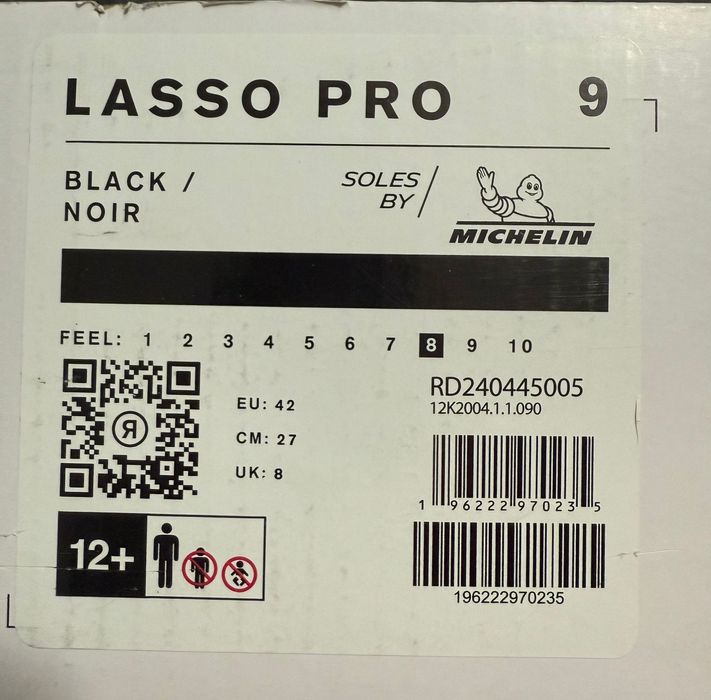 LASSO PRO 9
BLACK /
NOIR
SOLES
BY
MICHELIN
FEEL: 1 2 3 4 5 6 7 8 9 10
EU: 42
CM: 27
UK: 8
RD240445005
12K2004.1.1.090
1 96222 97023 5
196222970235
12+